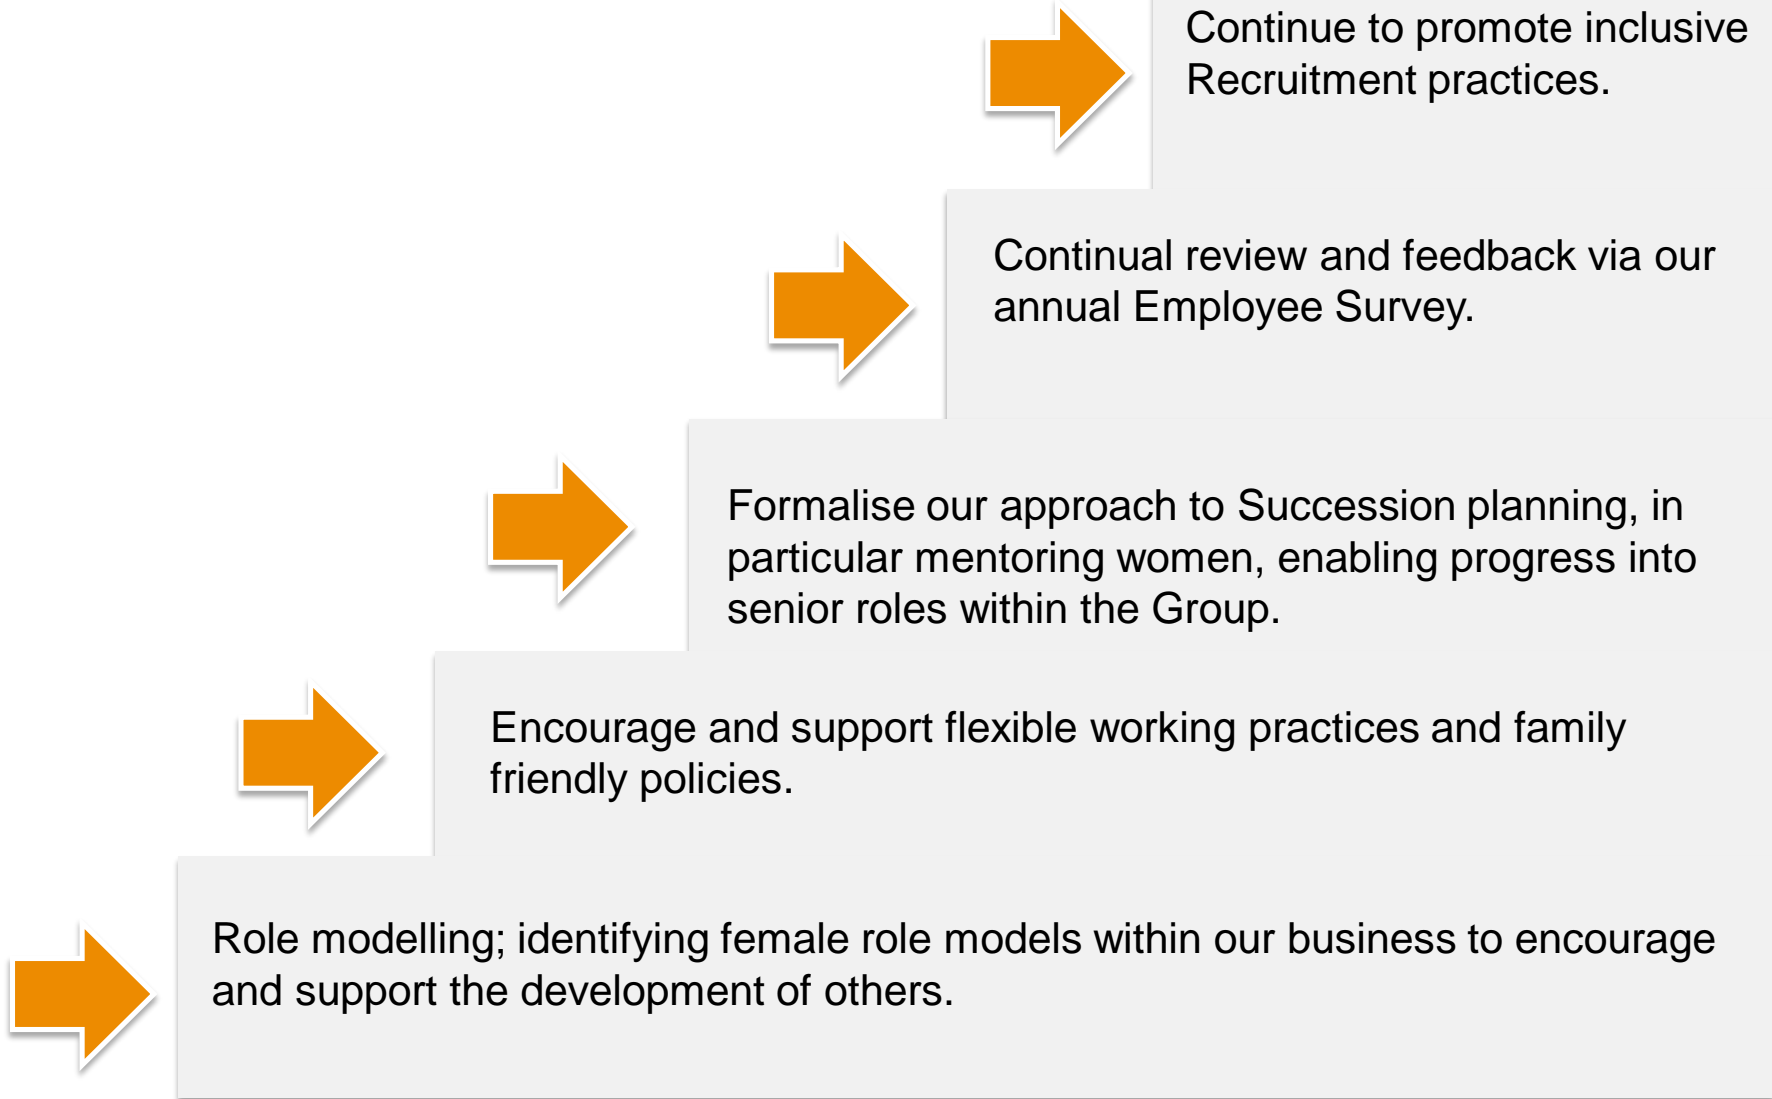 Continue to promote inclusive
Recruitment practices.
Continual review and feedback via our
annual Employee Survey.
Formalise our approach to Succession planning, in
particular mentoring women, enabling progress into
senior roles within the Group.
Encourage and support flexible working practices and family
friendly policies.
Role modelling; identifying female role models within our business to encourage
and support the development of others.